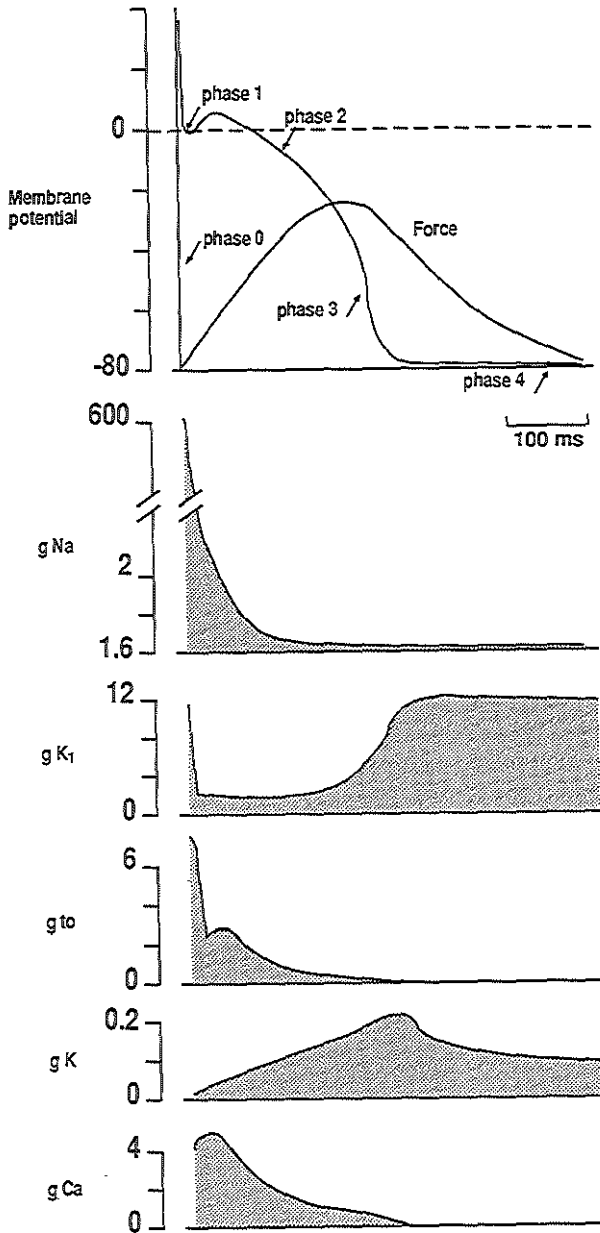 phase 1
phase 2
0
Membrane
potential
phase 0
Force
phase 3
-80
phase 4
600
100 ms
g Na
2
1.6
12
g K1
0
6
g to
0
0.2
g K
0
4
g Ca
0